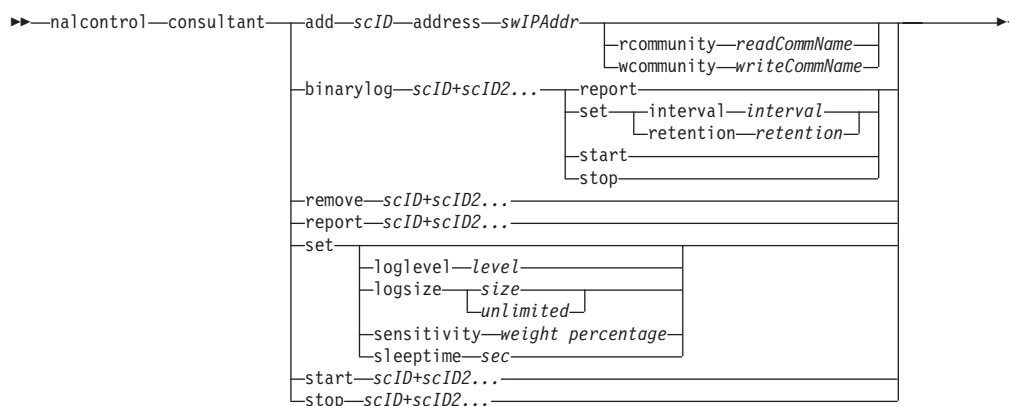 nalcontrol consultant add scID address swIPAddr
rcommunity readCommName
wcommunity writeCommName
binarylog scID+scID2... report
set interval interval
retention retention
start
stop
remove scID+scID2...
report scID+scID2...
set
loglevel level
logsize size
unlimited
sensitivity weight percentage
sleeptime sec
start scID+scID2...
stop scID+scID2...